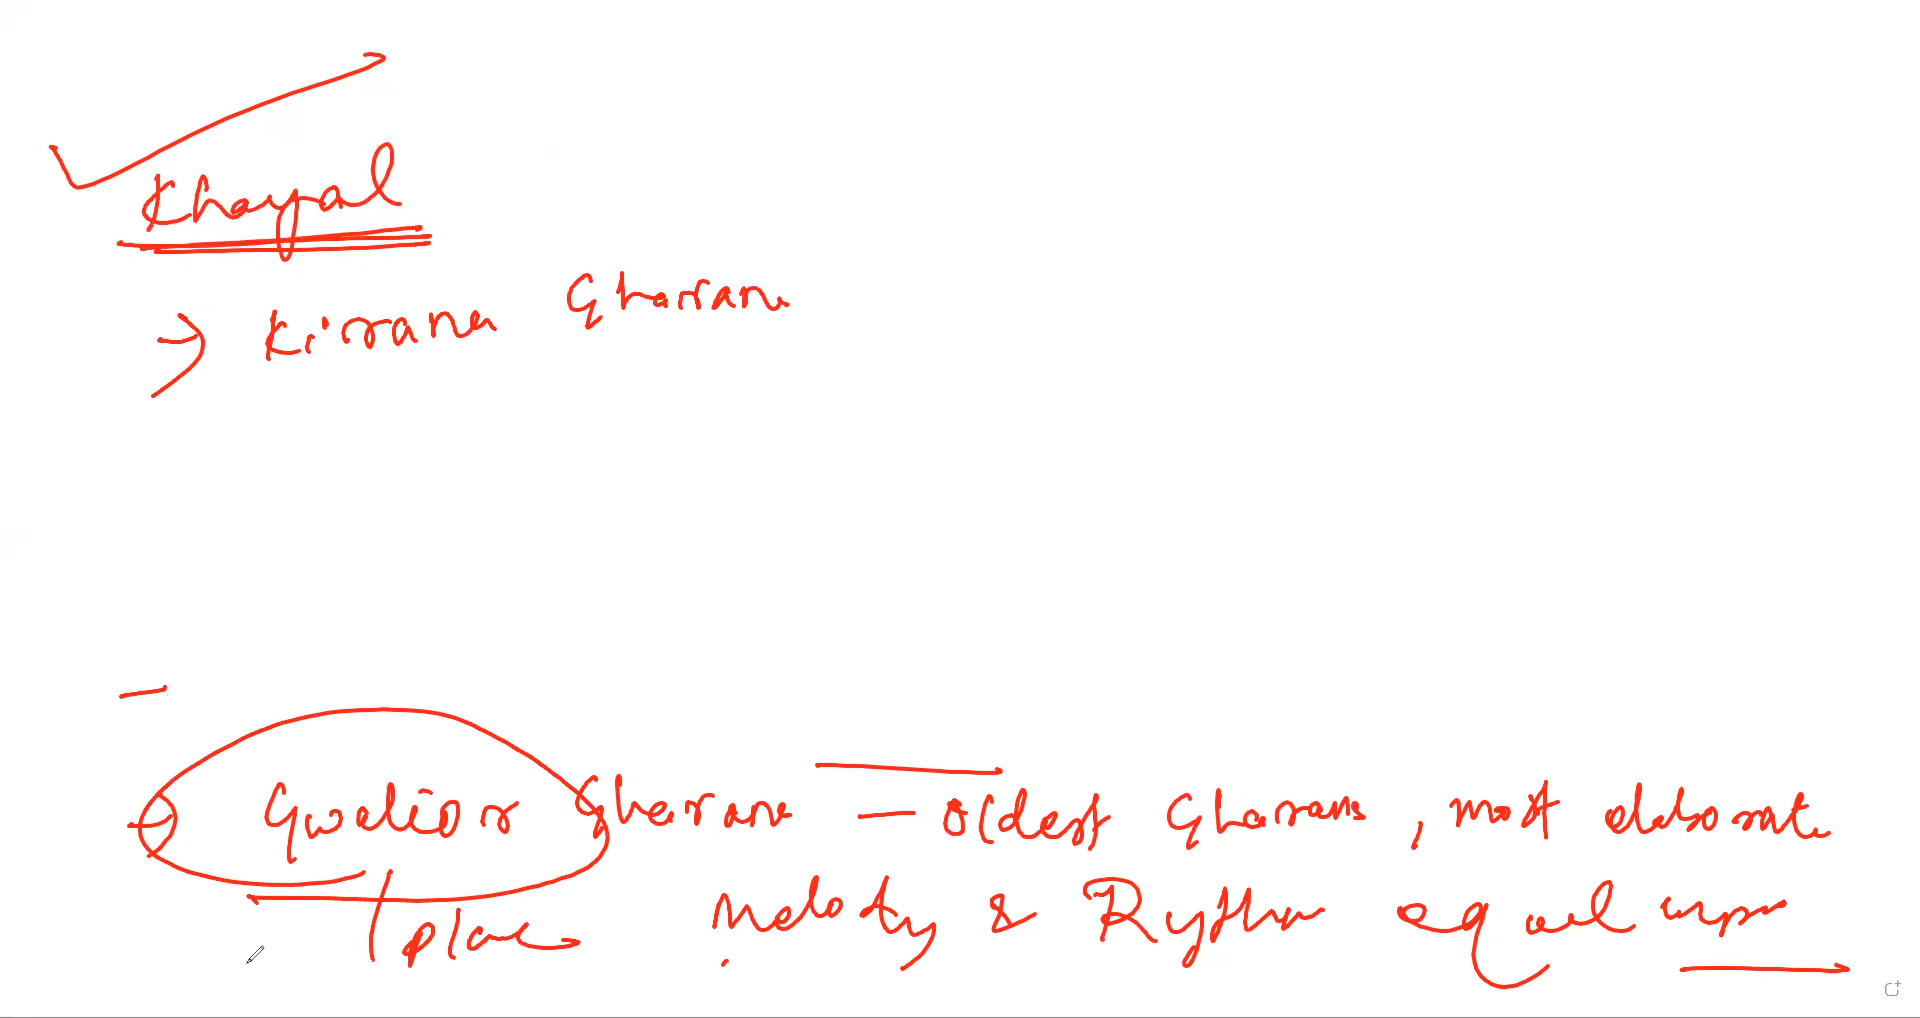 Khayal
→ Kirana Gharana
→ Gwalior Gharana — Oldest Gharana, most elaborate
place Melody & Rythm equal imp